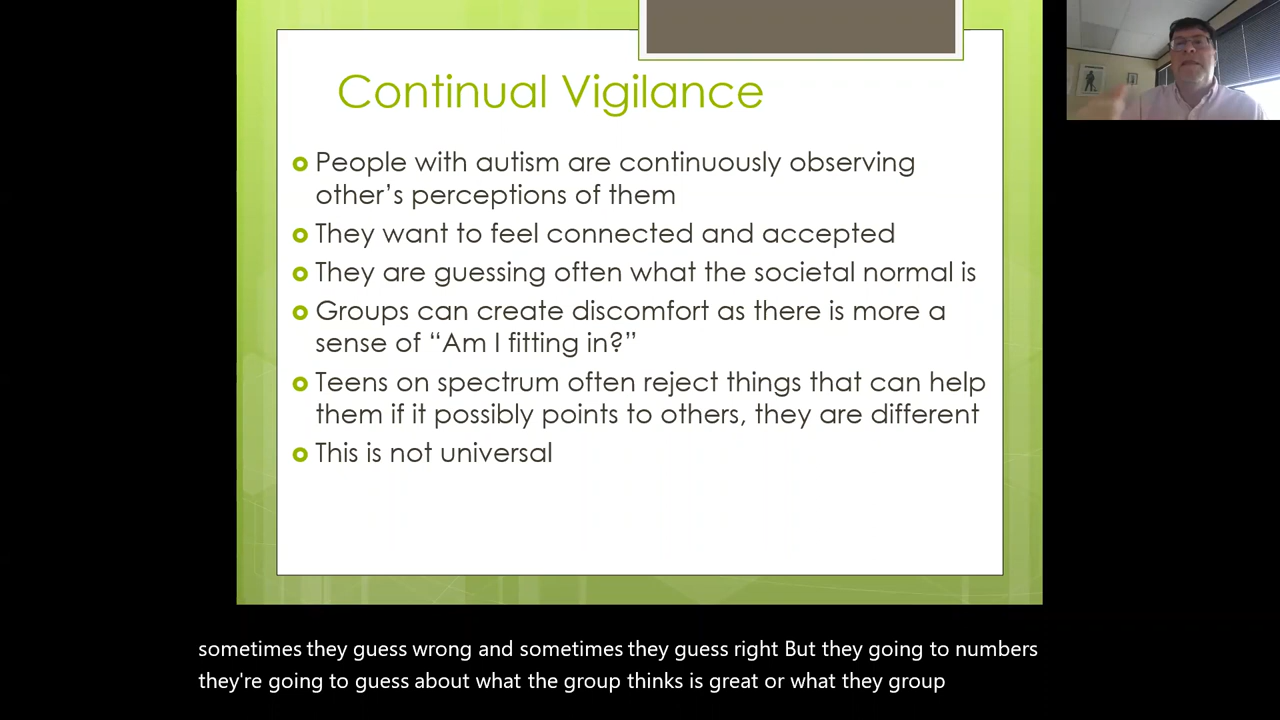 Continual Vigilance
People with autism are continuously observing
other's perceptions of them
They want to feel connected and accepted
They are guessing often what the societal normal is
Groups can create discomfort as there is more a
sense of “Am I fitting in?”
Teens on spectrum often reject things that can help
them if it possibly points to others, they are different
This is not universal
sometimes they guess wrong and sometimes they guess right But they going to numbers
they're going to guess about what the group thinks is great or what they group